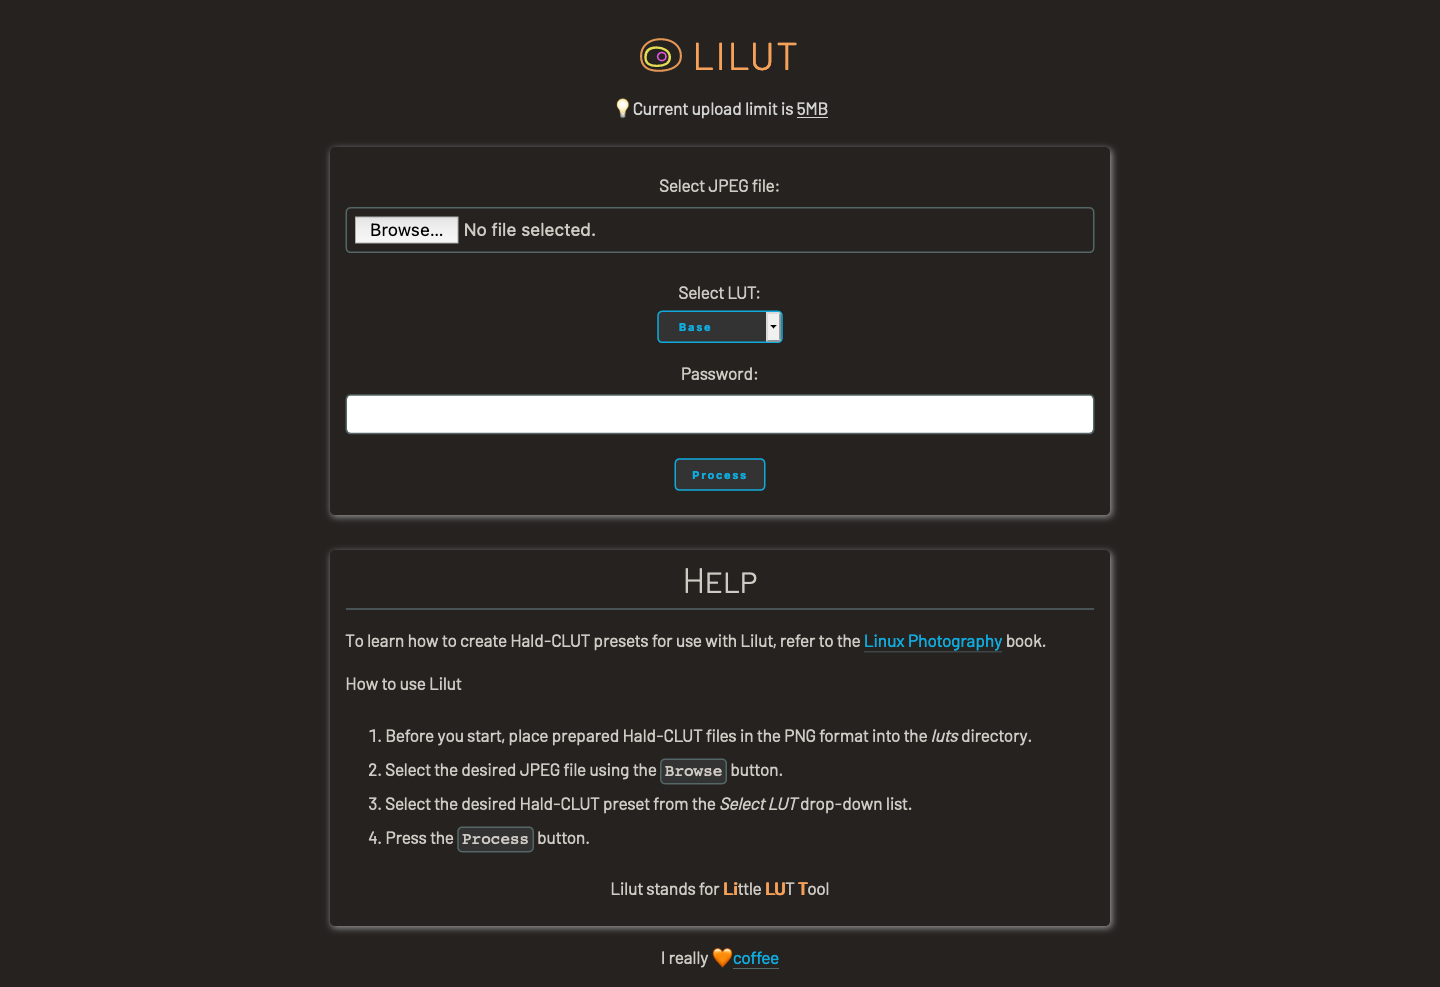 LILUT
💡Current upload limit is 5MB
Select JPEG file:
Browse... No file selected.
Select LUT:
Base
Password:
Process
HELP
To learn how to create Hald-CLUT presets for use with Lilut, refer to the Linux Photography book.
How to use Lilut
1. Before you start, place prepared Hald-CLUT files in the PNG format into the luts directory.
2. Select the desired JPEG file using the Browse button.
3. Select the desired Hald-CLUT preset from the Select LUT drop-down list.
4. Press the Process button.
Lilut stands for Little LUT Tool
I really 🧡coffee